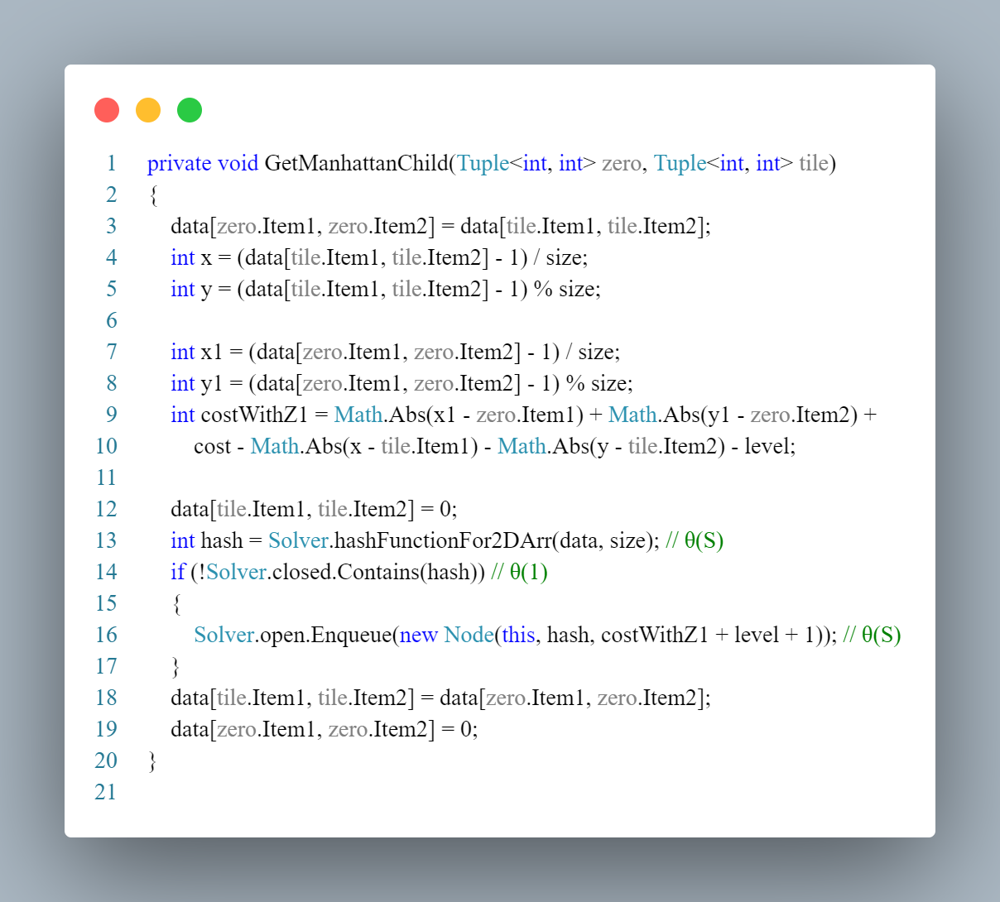 1 private void GetManhattanChild(Tuple<int, int> zero, Tuple<int, int> tile)
2 {
3 data[zero.Item1, zero.Item2] = data[tile.Item1, tile.Item2];
4 int x = (data[tile.Item1, tile.Item2] - 1) / size;
5 int y = (data[tile.Item1, tile.Item2] - 1) % size;
6
7 int x1 = (data[zero.Item1, zero.Item2] - 1) / size;
8 int y1 = (data[zero.Item1, zero.Item2] - 1) % size;
9 int costWithZ1 = Math.Abs(x1 - zero.Item1) + Math.Abs(y1 - zero.Item2) +
10 cost - Math.Abs(x - tile.Item1) - Math.Abs(y - tile.Item2) - level;
11
12 data[tile.Item1, tile.Item2] = 0;
13 int hash = Solver.hashFunctionFor2DArr(data, size); // θ(S)
14 if (!Solver.closed.Contains(hash)) // θ(1)
15 {
16 Solver.open.Enqueue(new Node(this, hash, costWithZ1 + level + 1)); // θ(S)
17 }
18 data[tile.Item1, tile.Item2] = data[zero.Item1, zero.Item2];
19 data[zero.Item1, zero.Item2] = 0;
20 }
21